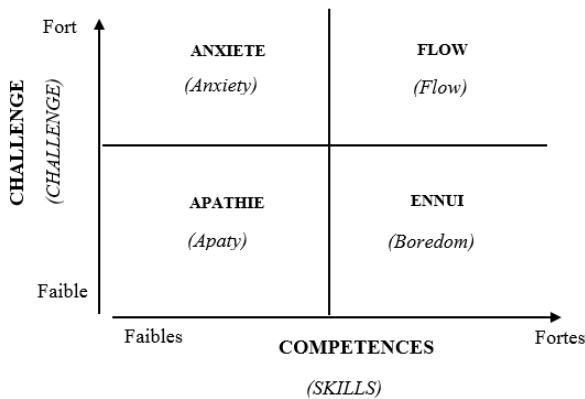 Fort
ANXIETE
FLOW
(Anxiety)
(Flow)
CHALLENGE
(CHALLENGE)
APATHIE
ENNUI
(Apaty)
(Boredom)
Faible
Faibles
Fortes
COMPETENCES
(SKILLS)